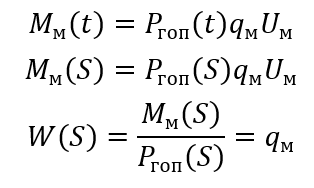 Mм(t) = Pгоп(t)qмUм
Mм(S) = Pгоп(S)qмUм
W(S) = Mм(S) / Pгоп(S) = qм